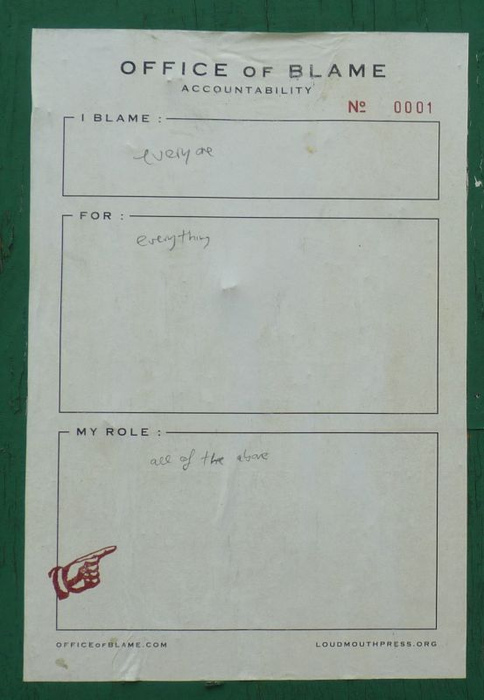 OFFICE OF BLAME
ACCOUNTABILITY
Nº 0001
I BLAME :
everyone
FOR :
everything
MY ROLE :
all of the above
OFFICEOFBLAME.COM
LOUDMOUTHPRESS.ORG